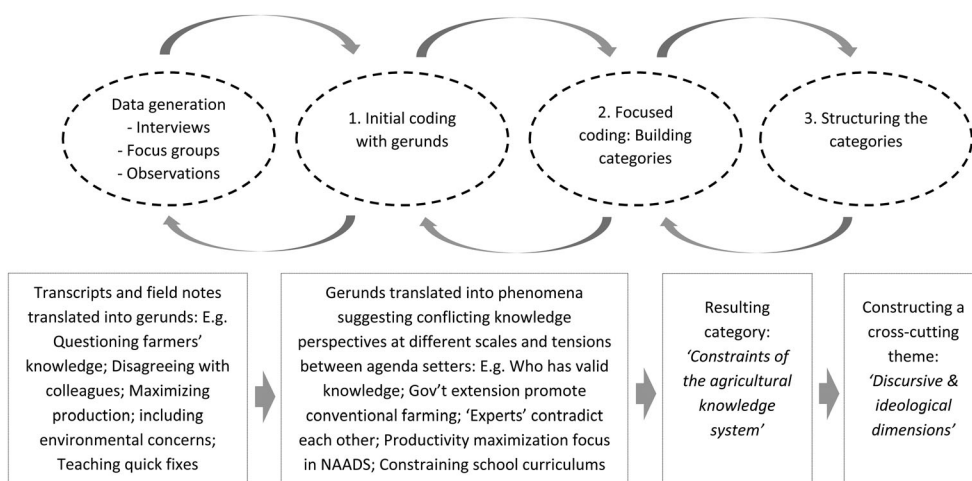 Data generation
- Interviews
- Focus groups
- Observations
1. Initial coding
with gerunds
2. Focused
coding: Building
categories
3. Structuring the
categories
Transcripts and field notes
translated into gerunds: E.g.
Questioning farmers’
knowledge; Disagreeing with
colleagues; Maximizing
production; including
environmental concerns;
Teaching quick fixes
Gerunds translated into phenomena
suggesting conflicting knowledge
perspectives at different scales and tensions
between agenda setters: E.g. Who has valid
knowledge; Gov’t extension promote
conventional farming; ‘Experts’ contradict
each other; Productivity maximization focus
in NAADS; Constraining school curriculums
Resulting
category:
‘Constraints of
the agricultural
knowledge
system’
Constructing a
cross-cutting
theme:
‘Discursive &
ideological
dimensions’